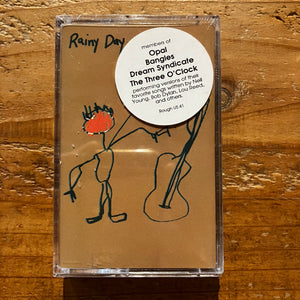 Rainy Day
members of
Opal
Bangles
Dream Syndicate
The Three O'Clock
performing versions of their
favorite songs written by Neil
Young, Bob Dylan, Lou Reed,
and others.
Rough US 41